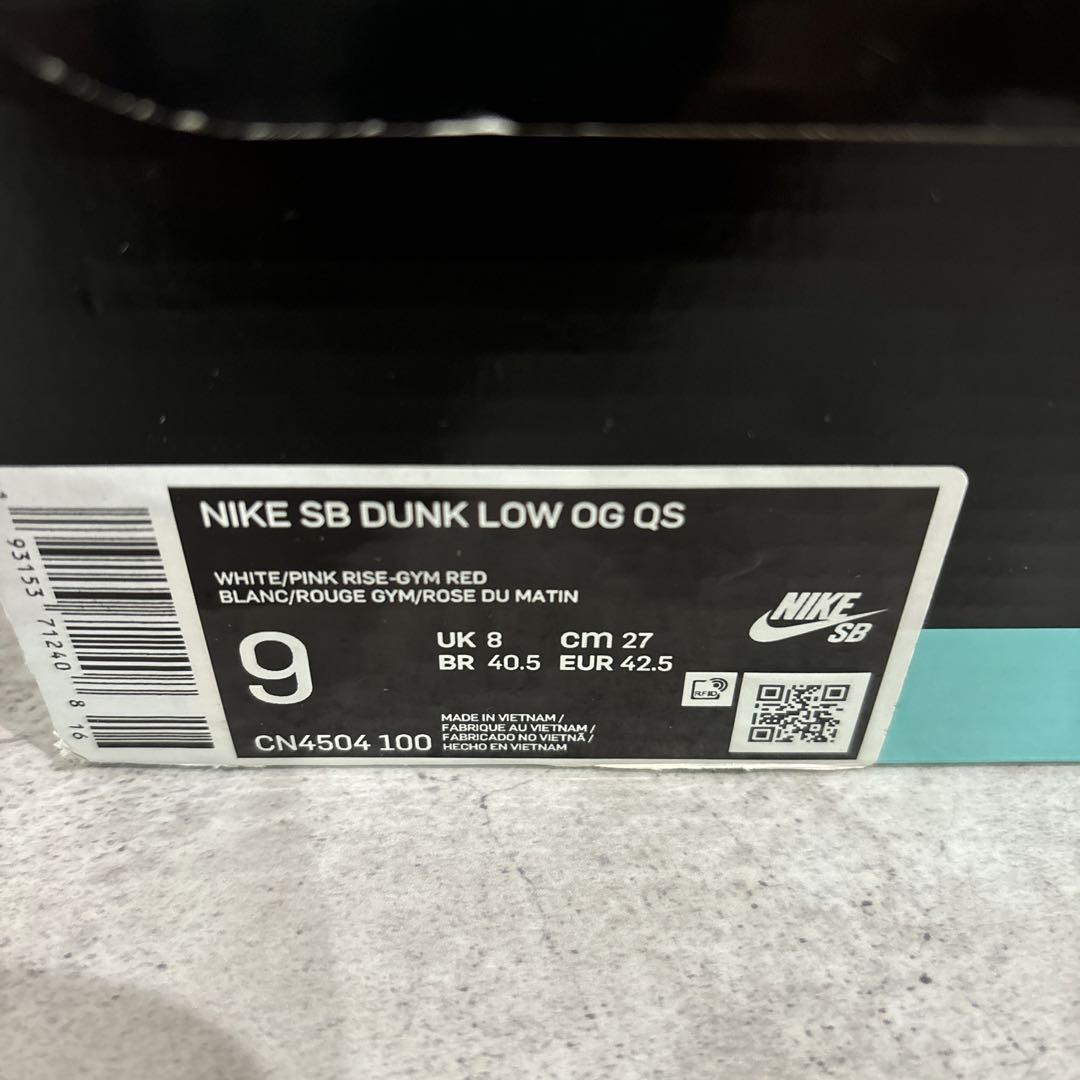 NIKE SB DUNK LOW OG QS
WHITE/PINK RISE-GYM RED
BLANC/ROUGE GYM/ROSE DU MATIN
9
UK 8 cm 27
BR 40.5 EUR 42.5
NIKE
SB
RFID
CN4504 100
MADE IN VIETNAM /
FABRIQUE AU VIETNAM /
FABRICADO NO VIETNÃ /
HECHO EN VIETNAM
1 93153 71240 8 16